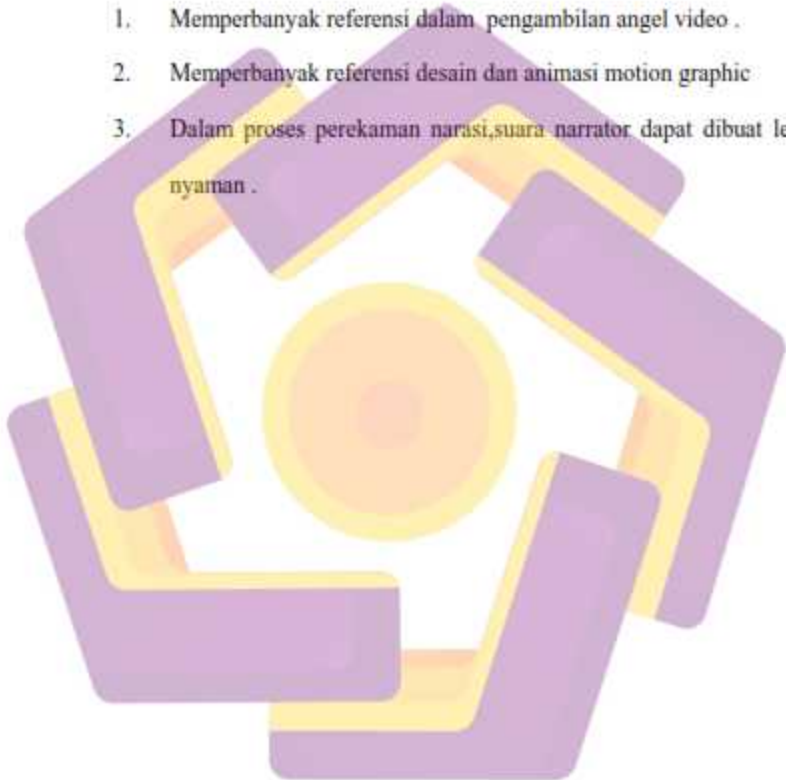 1. Memperbanyak referensi dalam pengambilan angel video .
2. Memperbanyak referensi desain dan animasi motion graphic
3. Dalam proses perekaman narasi,suara narrator dapat dibuat
nyaman .